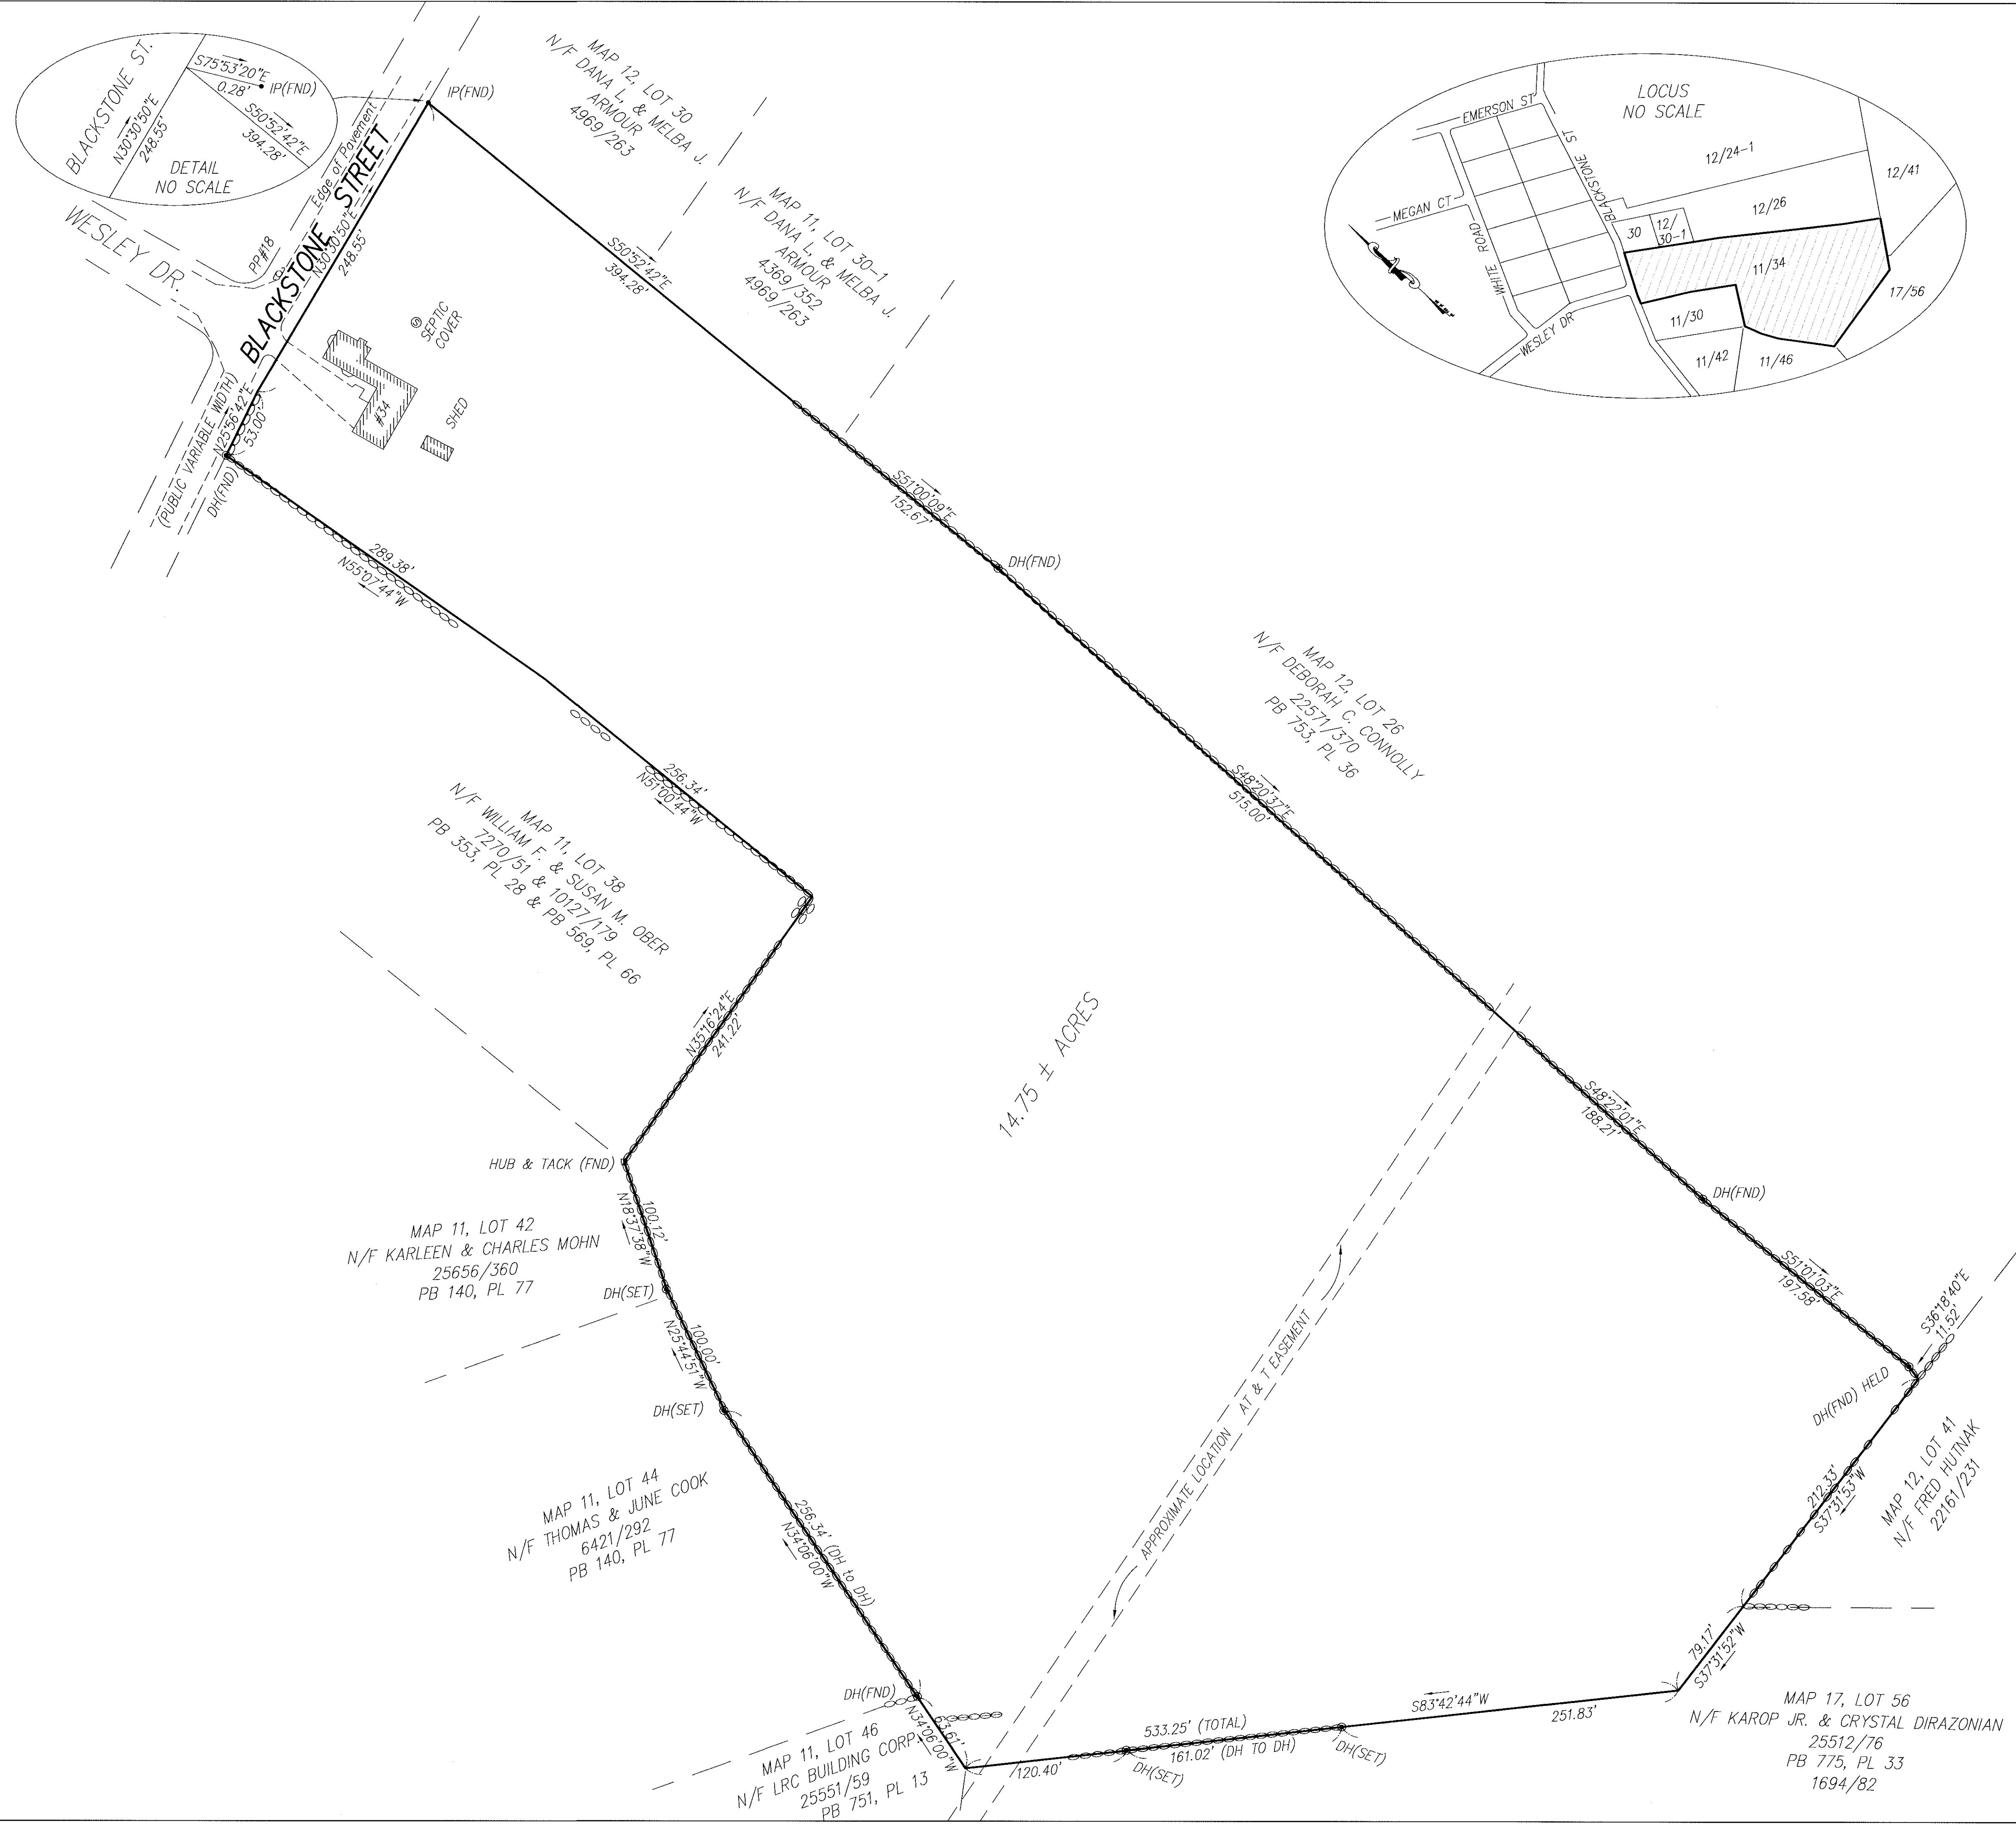 BLACKSTONE ST.
N30°30'50"E
248.55'
S75°53'20"E
0.28'
IP(FND)
S50°52'42"E
394.28'
DETAIL
NO SCALE
WESLEY DR.
PP#18
Edge of Pavement
BLACKSTONE STREET
N30°30'50"E
248.55'
IP(FND)
(PUBLIC VARIABLE WIDTH)
N25°56'42"E
53.00'
DH(FND)
SEPTIC
COVER
#34
SHED
MAP 12, LOT 30
N/F DANA L, & MELBA J.
ARMOUR
4969/263
S50°52'42"E
394.28'
MAP 11, LOT 30-1
N/F DANA L, & MELBA J.
ARMOUR
4369/352
4969/263
LOCUS
NO SCALE
EMERSON ST
BLACKSTONE ST
MEGAN CT
WHITE ROAD
WESLEY DR
12/24-1
12/41
12/26
30
12/
30-1
11/34
17/56
11/30
11/42
11/46
S51°00'09"E
152.67'
DH(FND)
289.38'
N55°07'44"W
MAP 12, LOT 26
N/F DEBORAH C. CONNOLLY
22571/370
PB 753, PL 36
S48°20'37"E
515.00'
256.34'
N51°00'44"W
MAP 11, LOT 38
N/F WILLIAM F. & SUSAN M. OBER
7270/51 & 10127/179
PB 353, PL 28 & PB 569, PL 66
N35°16'24"E
241.22'
14.75 ± ACRES
S48°22'01"E
188.21'
DH(FND)
HUB & TACK (FND)
100.12'
N18°37'38"W
MAP 11, LOT 42
N/F KARLEEN & CHARLES MOHN
25656/360
PB 140, PL 77
DH(SET)
100.00'
N25°44'51"W
DH(SET)
S51°01'03"E
197.58'
S36°18'40"E
11.52'
DH(FND) HELD
APPROXIMATE LOCATION AT & T EASEMENT
MAP 11, LOT 44
N/F THOMAS & JUNE COOK
6421/292
PB 140, PL 77
256.34' (DH to DH)
N34°06'00"W
212.33'
S37°31'53"W
MAP 12, LOT 41
N/F FRED HUTNAK
22161/231
79.17'
S37°31'52"W
DH(FND)
63.61'
N34°06'00"W
MAP 11, LOT 46
N/F LRC BUILDING CORP.
25551/59
PB 751, PL 13
120.40'
533.25' (TOTAL)
161.02' (DH TO DH)
DH(SET)
DH(SET)
S83°42'44"W
251.83'
MAP 17, LOT 56
N/F KAROP JR. & CRYSTAL DIRAZONIAN
25512/76
PB 775, PL 33
1694/82